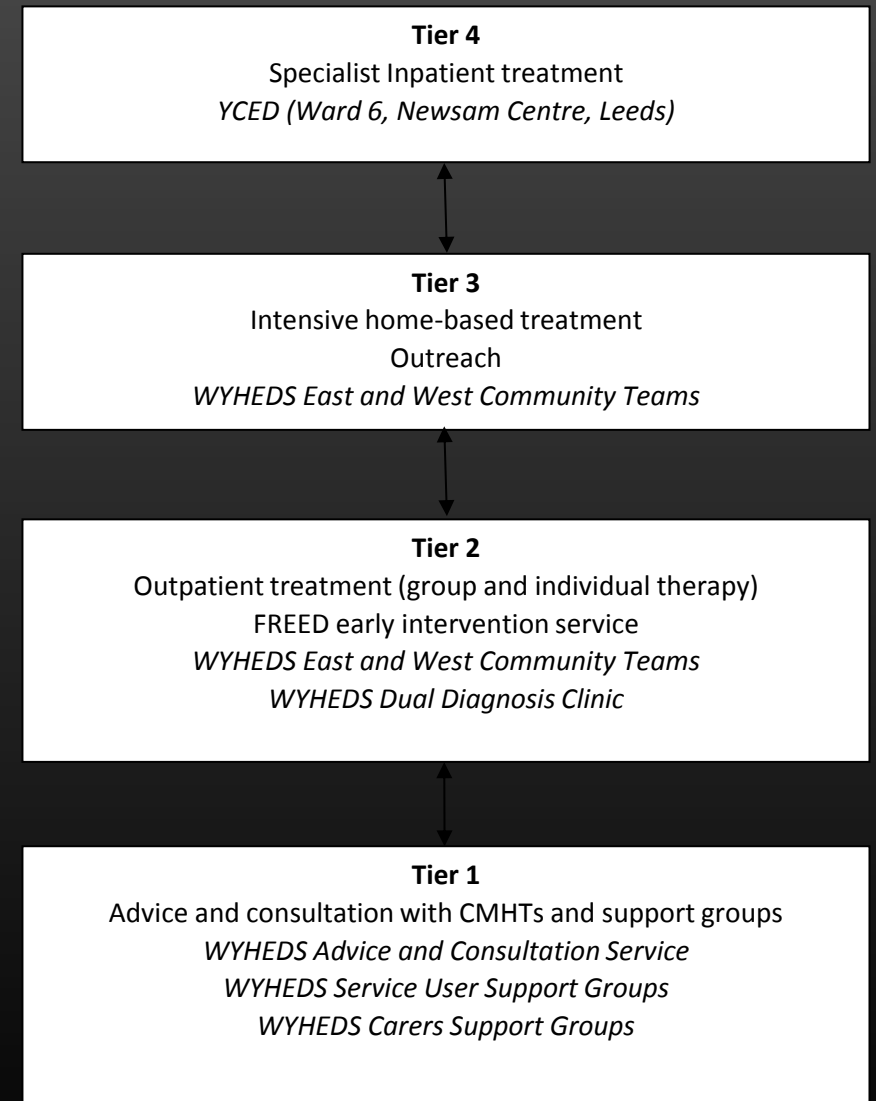 Tier 4
Specialist Inpatient treatment
YCED (Ward 6, Newsam Centre, Leeds)
Tier 3
Intensive home-based treatment
Outreach
WYHEDS East and West Community Teams
Tier 2
Outpatient treatment (group and individual therapy)
FREED early intervention service
WYHEDS East and West Community Teams
WYHEDS Dual Diagnosis Clinic
Tier 1
Advice and consultation with CMHTs and support groups
WYHEDS Advice and Consultation Service
WYHEDS Service User Support Groups
WYHEDS Carers Support Groups